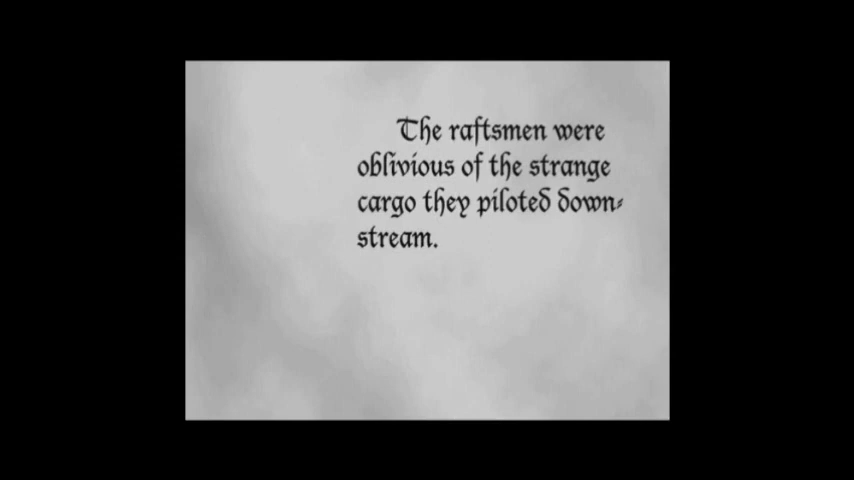 The raftsmen were
oblivious of the strange
cargo they piloted down-
stream.